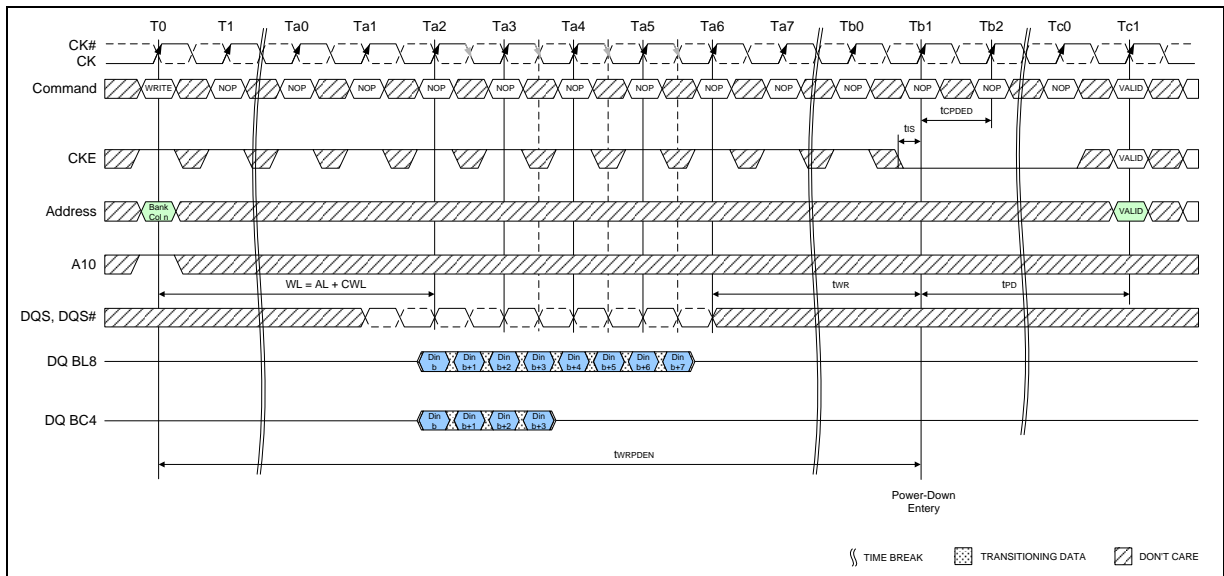 T0 T1 Ta0 Ta1 Ta2 Ta3 Ta4 Ta5 Ta6 Ta7 Tb0 Tb1 Tb2 Tc0 Tc1
CK#
CK
Command WRITE NOP NOP NOP NOP NOP NOP NOP NOP NOP NOP NOP NOP NOP VALID
tCPDED
tIS
CKE VALID
Address Bank Col n VALID
A10
WL = AL + CWL tWR tPD
DQS, DQS#
DQ BL8 Din b Din b+1 Din b+2 Din b+3 Din b+4 Din b+5 Din b+6 Din b+7
DQ BC4 Din b Din b+1 Din b+2 Din b+3
tWRPDEN
Power-Down
Entery
TIME BREAK TRANSITIONING DATA DON'T CARE